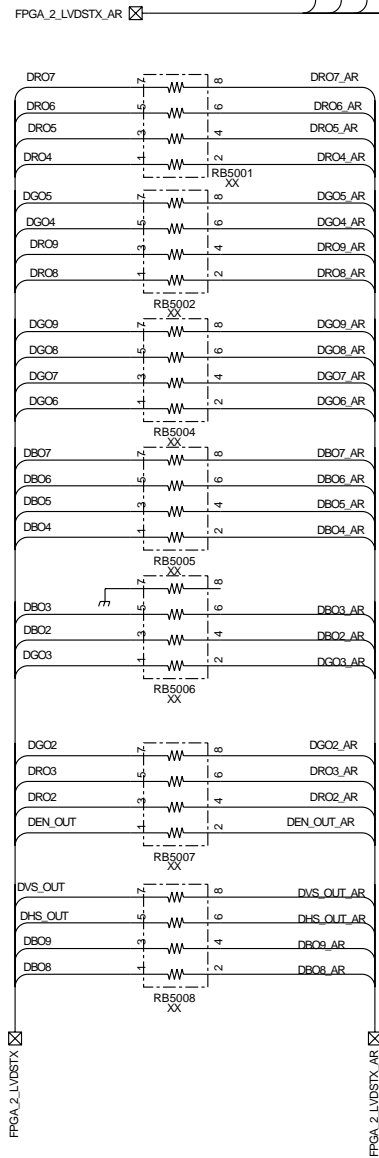 FPGA_2_LVDSTX_AR
DRO7 7 8 DRO7_AR
DRO6 5 6 DRO6_AR
DRO5 3 4 DRO5_AR
DRO4 1 2 DRO4_AR
RB5001
XX
DGO5 7 8 DGO5_AR
DGO4 5 6 DGO4_AR
DRO9 3 4 DRO9_AR
DRO8 1 2 DRO8_AR
RB5002
XX
DGO9 7 8 DGO9_AR
DGO8 5 6 DGO8_AR
DGO7 3 4 DGO7_AR
DGO6 1 2 DGO6_AR
RB5004
XX
DBO7 7 8 DBO7_AR
DBO6 5 6 DBO6_AR
DBO5 3 4 DBO5_AR
DBO4 1 2 DBO4_AR
RB5005
XX
7 8
DBO3 5 6 DBO3_AR
DBO2 3 4 DBO2_AR
DGO3 1 2 DGO3_AR
RB5006
XX
DGO2 7 8 DGO2_AR
DRO3 5 6 DRO3_AR
DRO2 3 4 DRO2_AR
DEN_OUT 1 2 DEN_OUT_AR
RB5007
XX
DVS_OUT 7 8 DVS_OUT_AR
DHS_OUT 5 6 DHS_OUT_AR
DBO9 3 4 DBO9_AR
DBO8 1 2 DBO8_AR
RB5008
XX
FPGA_2_LVDSTX
FPGA_2_LVDSTX_AR